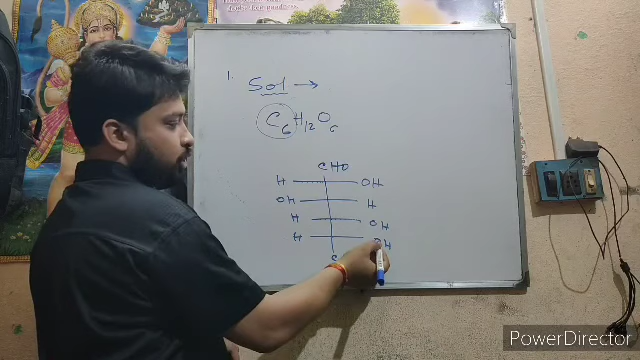 1. Sol →
C6H12O6
CHO
H OH
OH H
H OH
H OH
C
PowerDirector